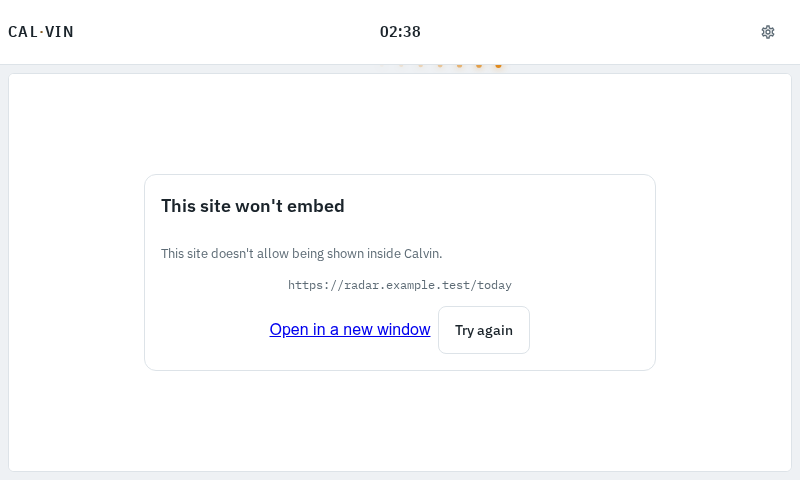 CAL·VIN
02:38
This site won't embed
This site doesn't allow being shown inside Calvin.
https://radar.example.test/today
Open in a new window
Try again